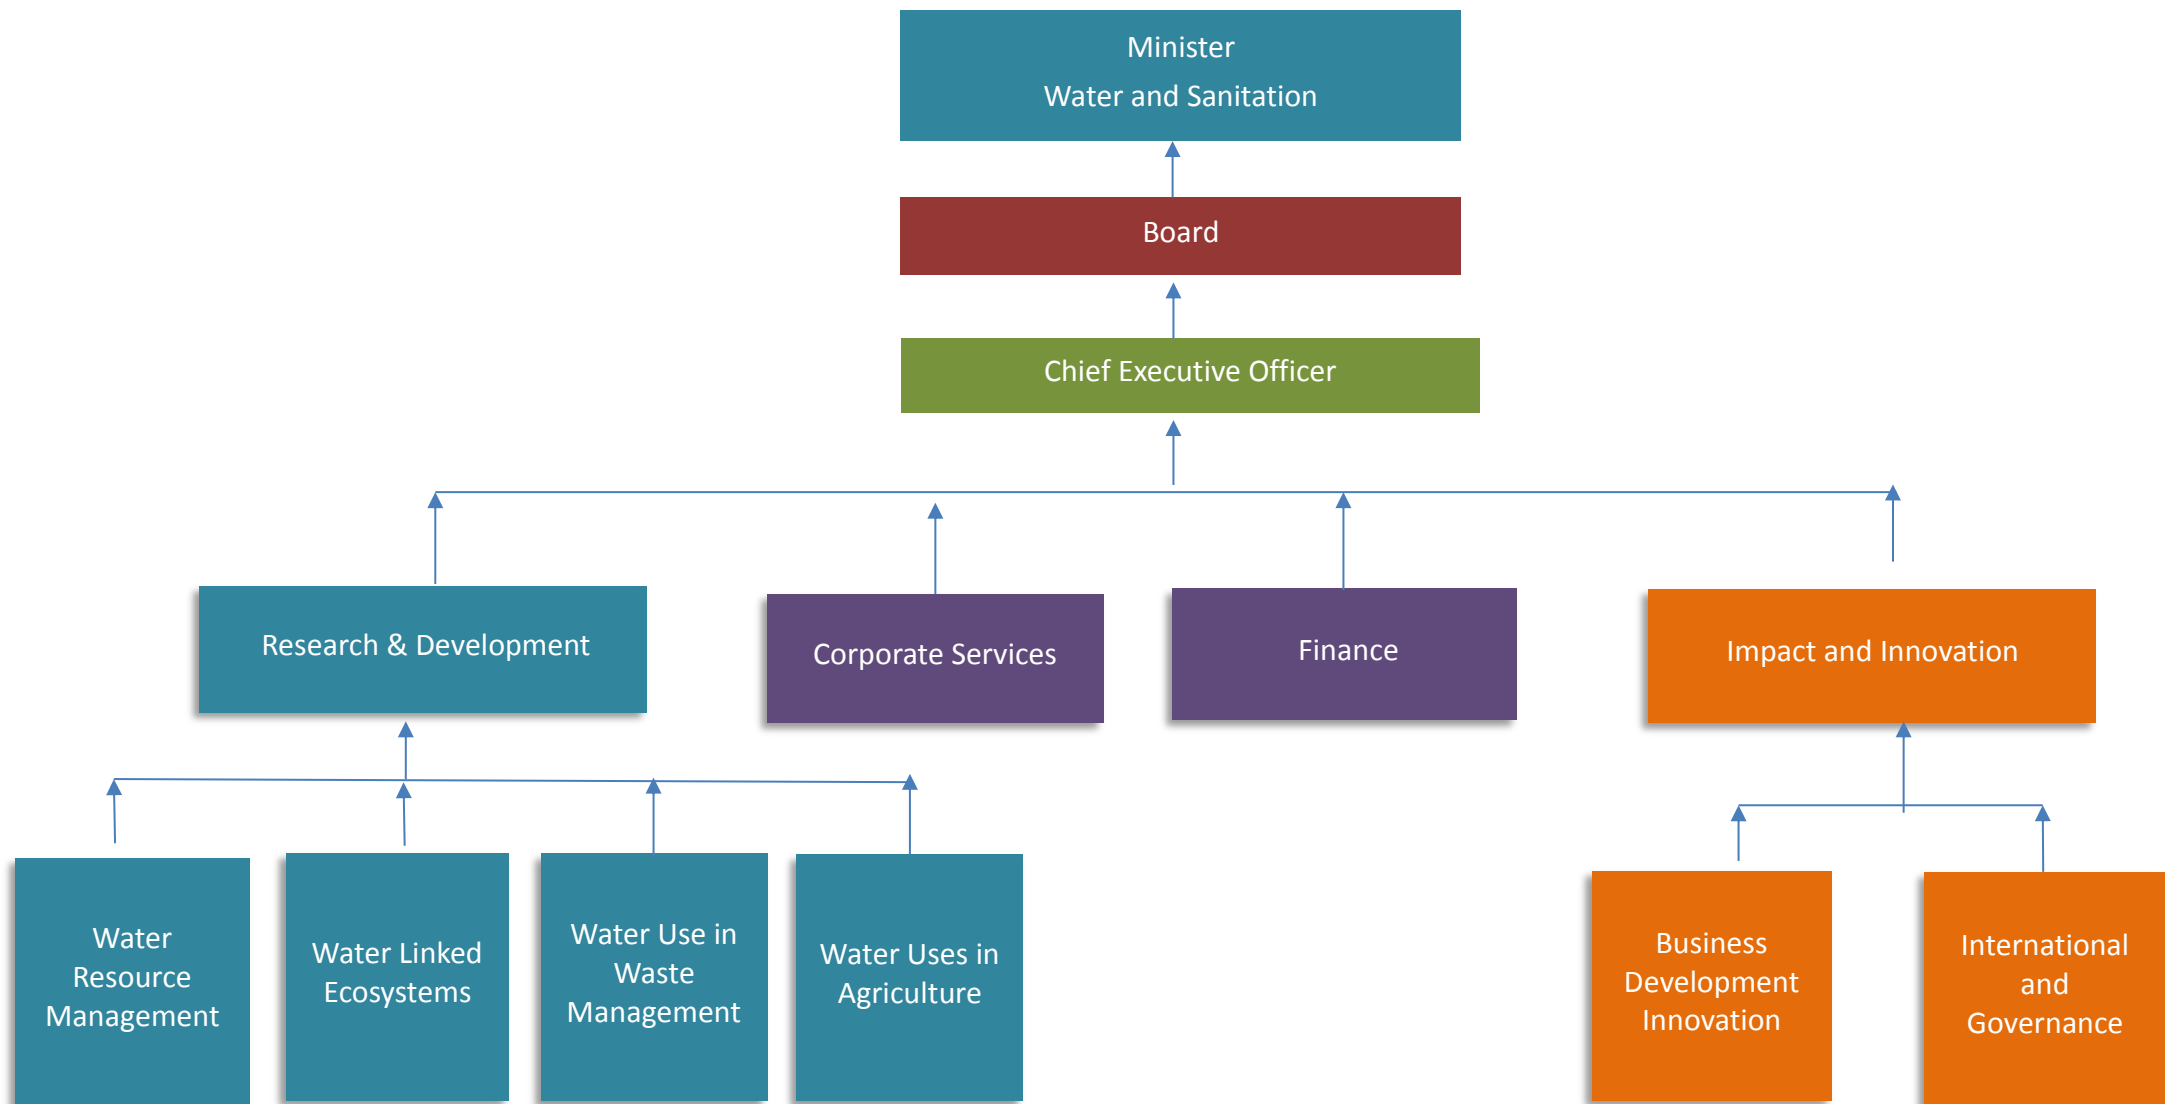 Minister
Water and Sanitation
Board
Chief Executive Officer
Research & Development
Corporate Services
Finance
Impact and Innovation
Water
Resource
Management
Water Linked
Ecosystems
Water Use in
Waste
Management
Water Uses in
Agriculture
Business
Development
Innovation
International
and
Governance